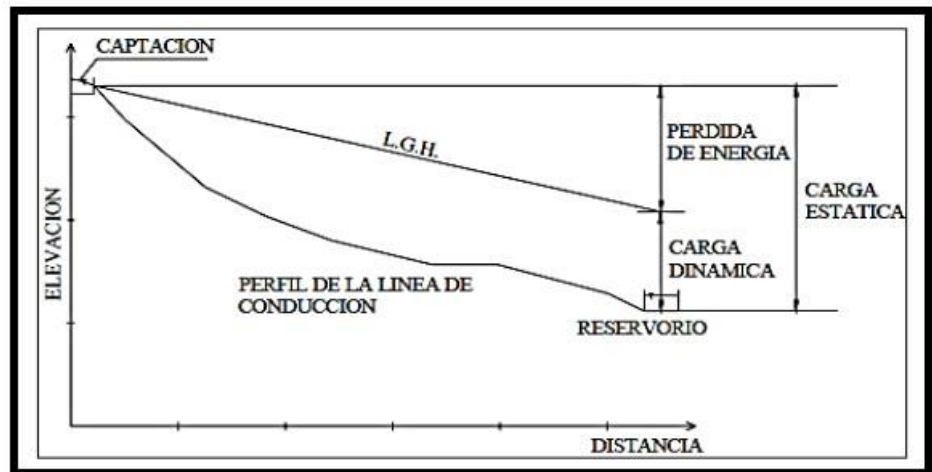 CAPTACION
L.G.H.
PERDIDA
DE ENERGIA
CARGA
ESTATICA
ELEVACION
CARGA
DINAMICA
PERFIL DE LA LINEA DE
CONDUCCION
RESERVORIO
DISTANCIA